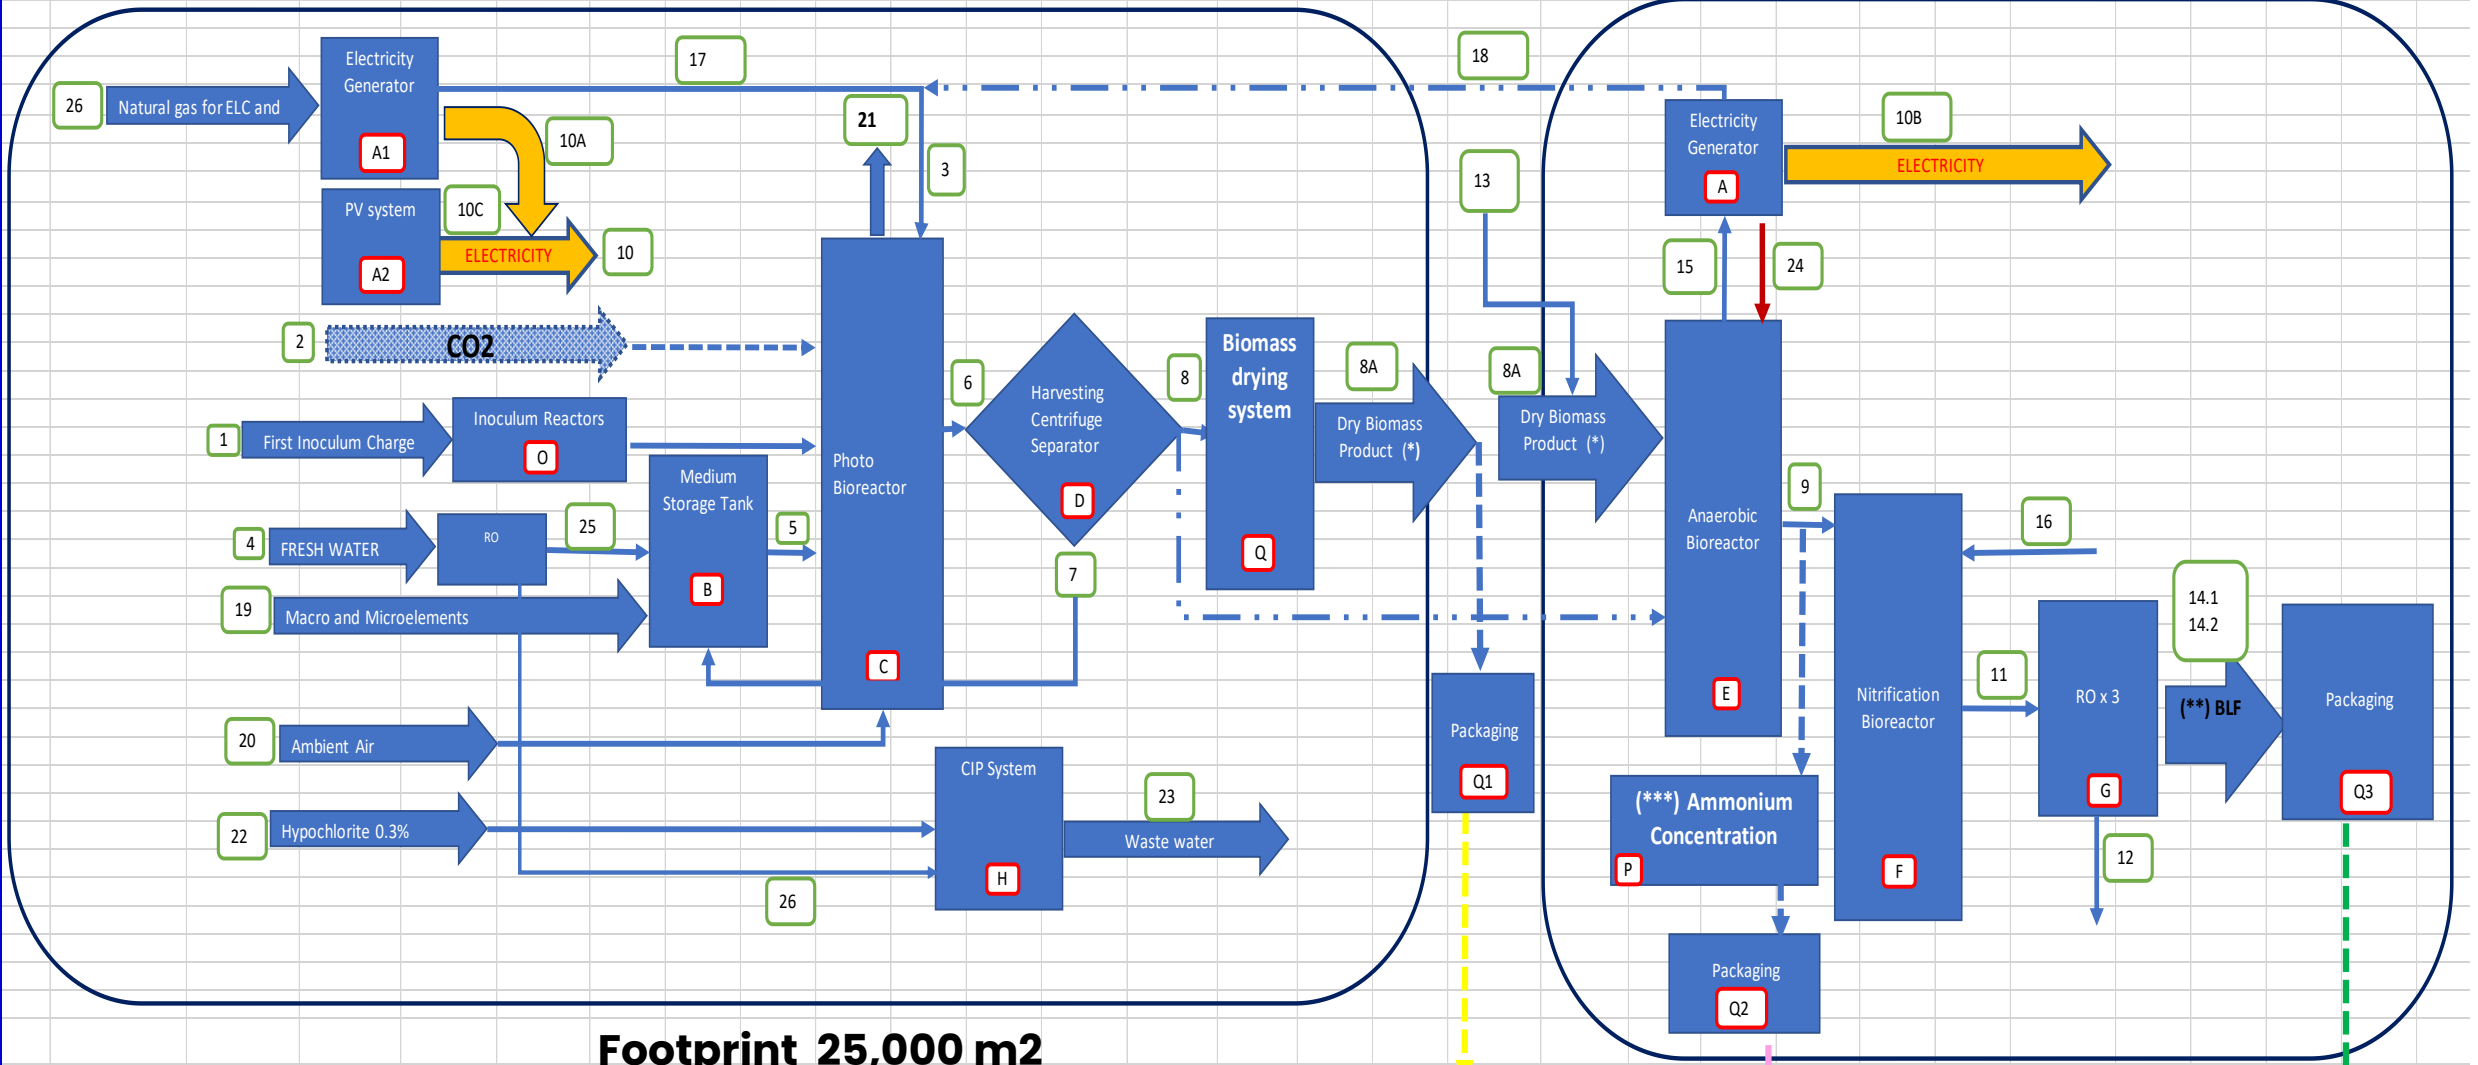 26
Natural gas for ELC and
Electricity
Generator
A1
17
10A
PV system
A2
10C
ELECTRICITY
10
21
3
18
13
Electricity
Generator
A
10B
ELECTRICITY
15
24
2
CO2
1
First Inoculum Charge
Inoculum Reactors
O
4
FRESH WATER
RO
25
Medium
Storage Tank
B
5
19
Macro and Microelements
Photo
Bioreactor
C
6
Harvesting
Centrifuge
Separator
D
7
8
Biomass
drying
system
Q
8A
Dry Biomass
Product (*)
8A
Dry Biomass
Product (*)
Anaerobic
Bioreactor
E
9
16
Nitrification
Bioreactor
F
11
RO x 3
G
12
14.1
14.2
(**) BLF
Packaging
Q3
20
Ambient Air
22
Hypochlorite 0.3%
CIP System
H
23
Waste water
26
Packaging
Q1
(***) Ammonium
Concentration
P
Packaging
Q2
Footprint 25,000 m2